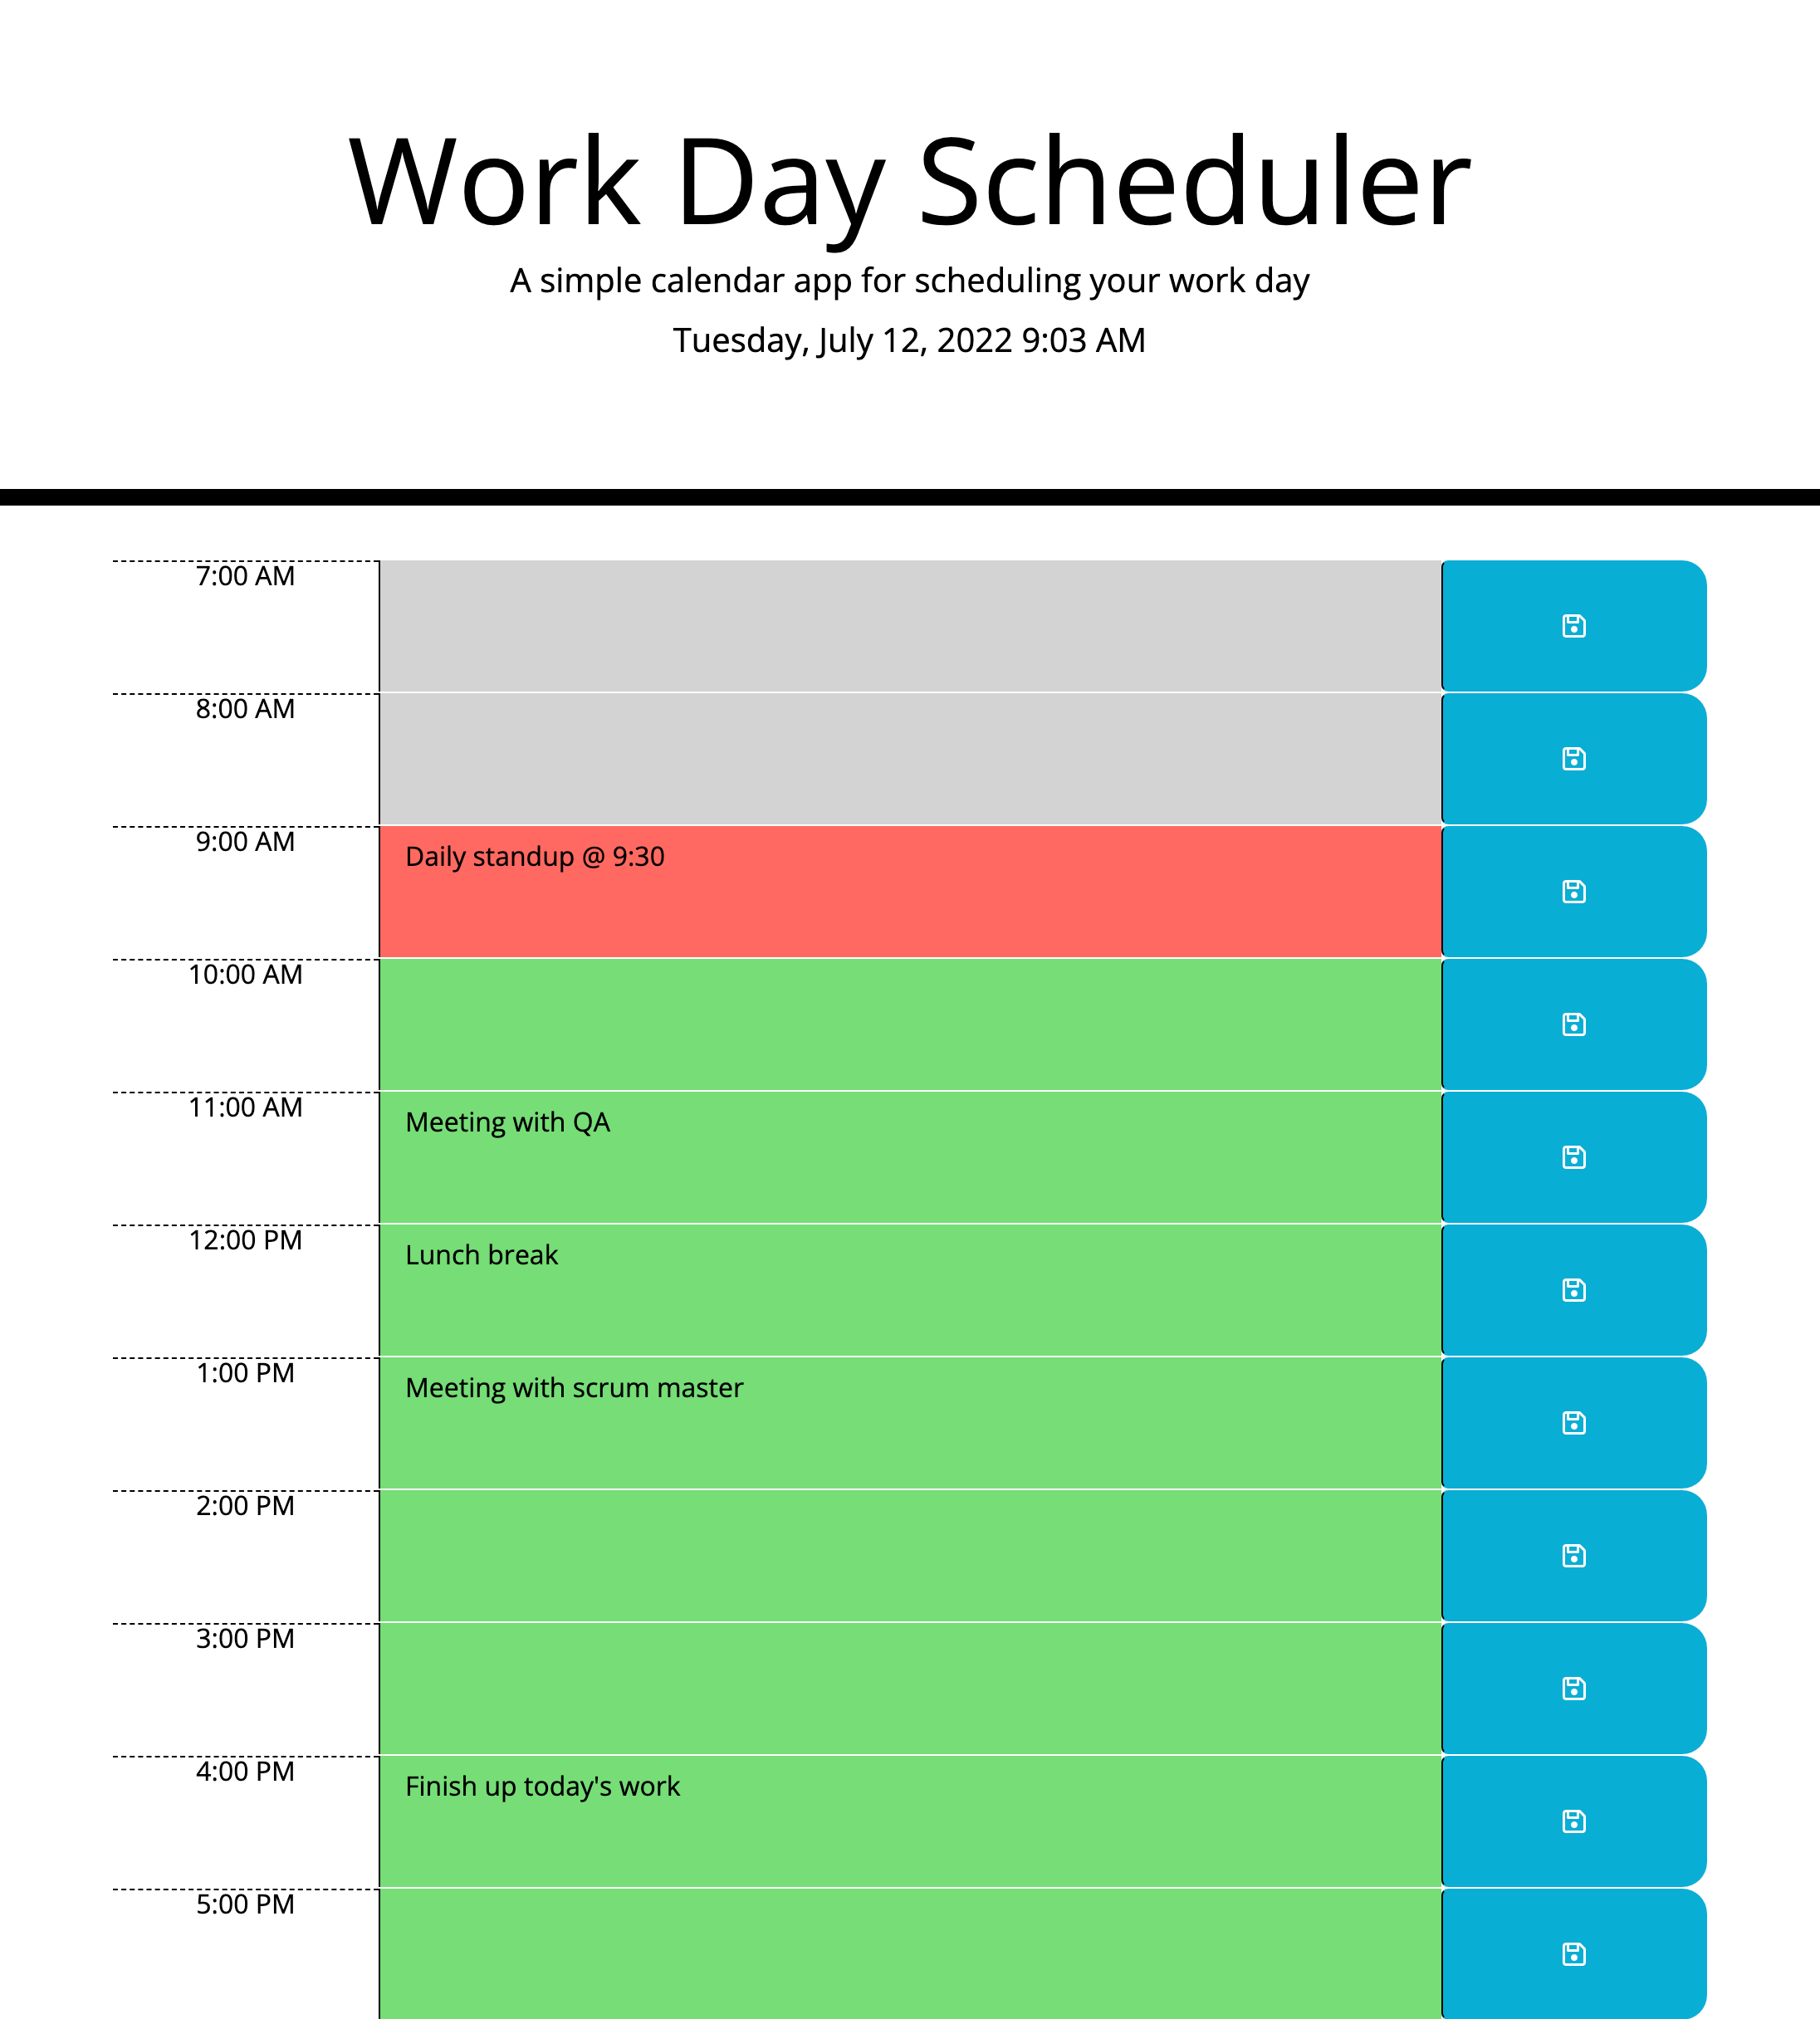 Work Day Scheduler
A simple calendar app for scheduling your work day
Tuesday, July 12, 2022 9:03 AM
7:00 AM
8:00 AM
9:00 AM
Daily standup @ 9:30
10:00 AM
11:00 AM
Meeting with QA
12:00 PM
Lunch break
1:00 PM
Meeting with scrum master
2:00 PM
3:00 PM
4:00 PM
Finish up today's work
5:00 PM